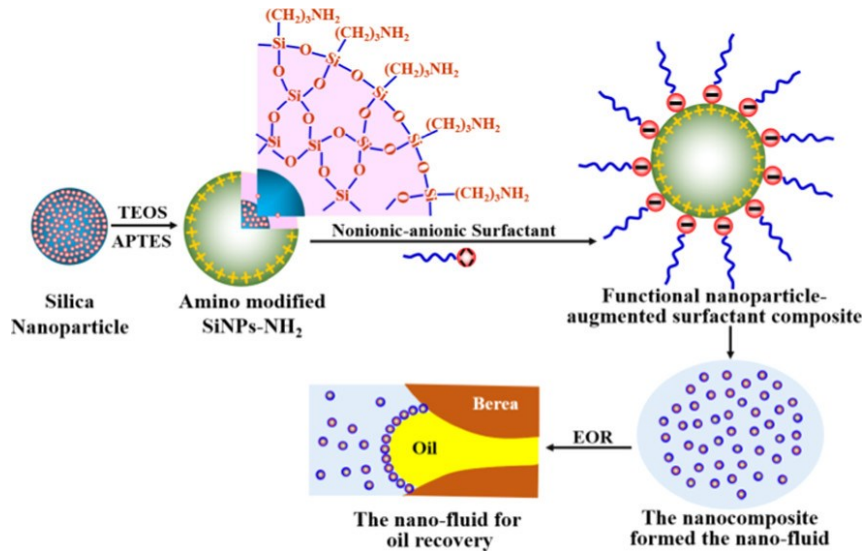 (CH2)3NH2
(CH2)3NH2
(CH2)3NH2
(CH2)3NH2
(CH2)3NH2
Si
O
Si
O
Si
O
Si
O
Si
O
O
O
Si
O
O
O
Si
O
Si
O
Si
O
Si
O
O
Si
O
Si
TEOS
APTES
Nonionic-anionic Surfactant
Silica
Nanoparticle
Amino modified
SiNPs-NH2
Functional nanoparticle-
augmented surfactant composite
Berea
Oil
EOR
The nano-fluid for
oil recovery
The nanocomposite
formed the nano-fluid